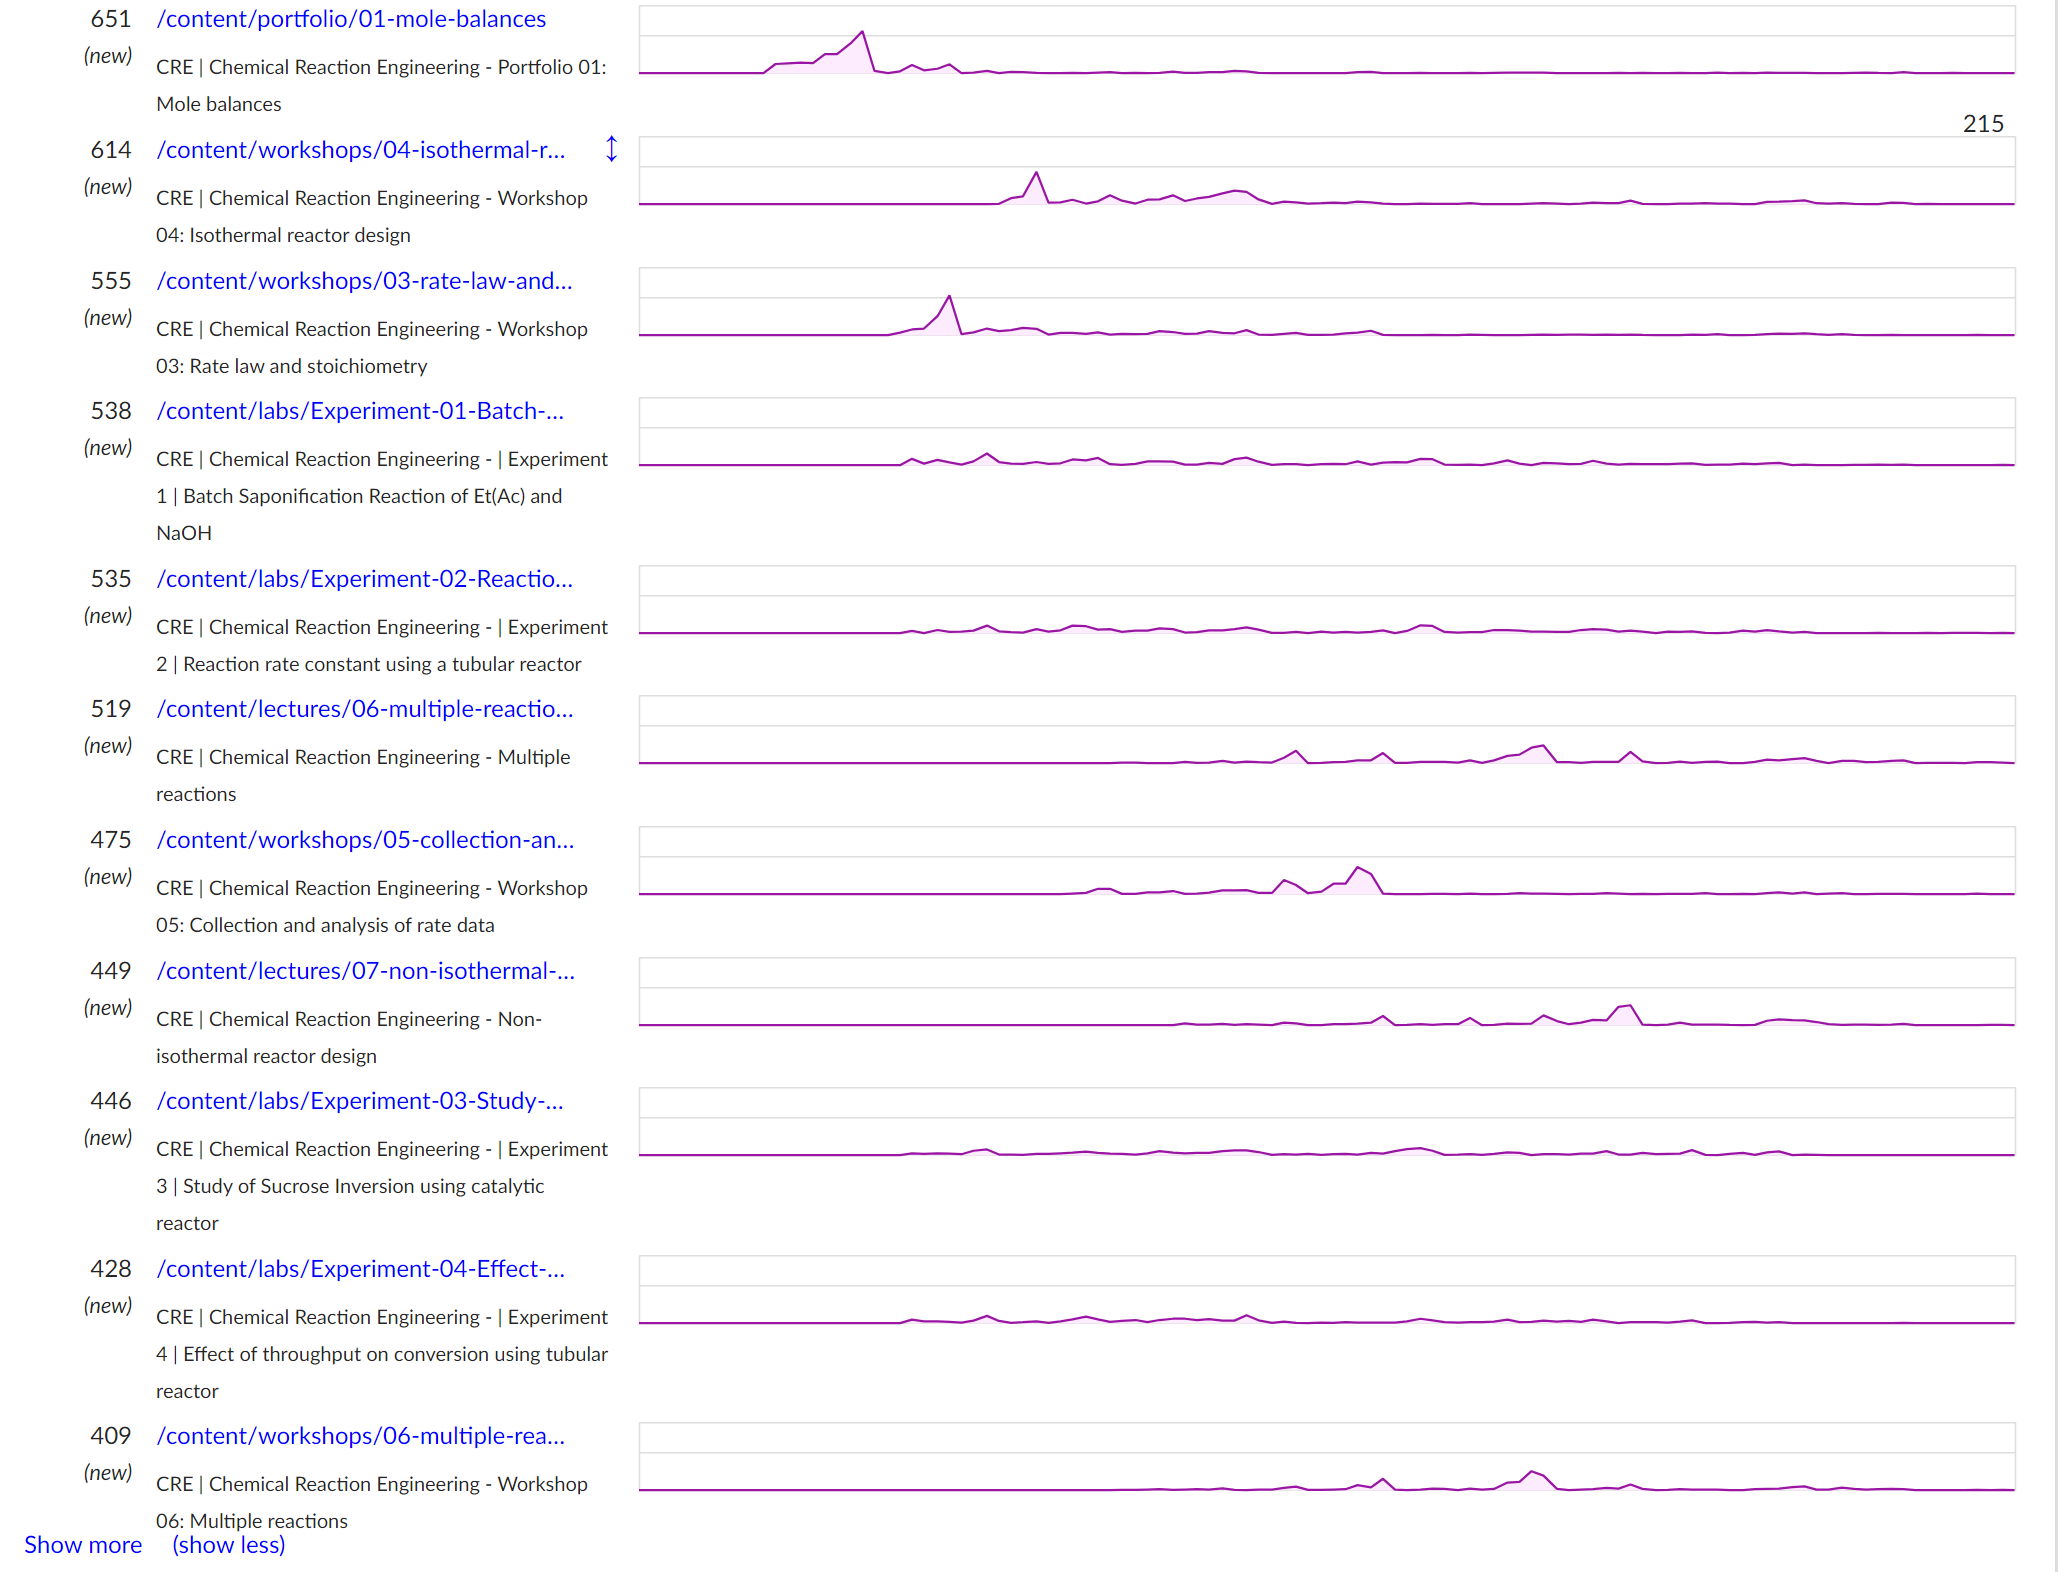 651 /content/portfolio/01-mole-balances
(new)
CRE | Chemical Reaction Engineering - Portfolio 01:
Mole balances
215
614 /content/workshops/04-isothermal-r... ↕
(new)
CRE | Chemical Reaction Engineering - Workshop
04: Isothermal reactor design
555 /content/workshops/03-rate-law-and...
(new)
CRE | Chemical Reaction Engineering - Workshop
03: Rate law and stoichiometry
538 /content/labs/Experiment-01-Batch-...
(new)
CRE | Chemical Reaction Engineering - | Experiment
1 | Batch Saponification Reaction of Et(Ac) and
NaOH
535 /content/labs/Experiment-02-Reactio...
(new)
CRE | Chemical Reaction Engineering - | Experiment
2 | Reaction rate constant using a tubular reactor
519 /content/lectures/06-multiple-reactio...
(new)
CRE | Chemical Reaction Engineering - Multiple
reactions
475 /content/workshops/05-collection-an...
(new)
CRE | Chemical Reaction Engineering - Workshop
05: Collection and analysis of rate data
449 /content/lectures/07-non-isothermal-...
(new)
CRE | Chemical Reaction Engineering - Non-
isothermal reactor design
446 /content/labs/Experiment-03-Study-...
(new)
CRE | Chemical Reaction Engineering - | Experiment
3 | Study of Sucrose Inversion using catalytic
reactor
428 /content/labs/Experiment-04-Effect-...
(new)
CRE | Chemical Reaction Engineering - | Experiment
4 | Effect of throughput on conversion using tubular
reactor
409 /content/workshops/06-multiple-rea...
(new)
CRE | Chemical Reaction Engineering - Workshop
06: Multiple reactions
Show more (show less)